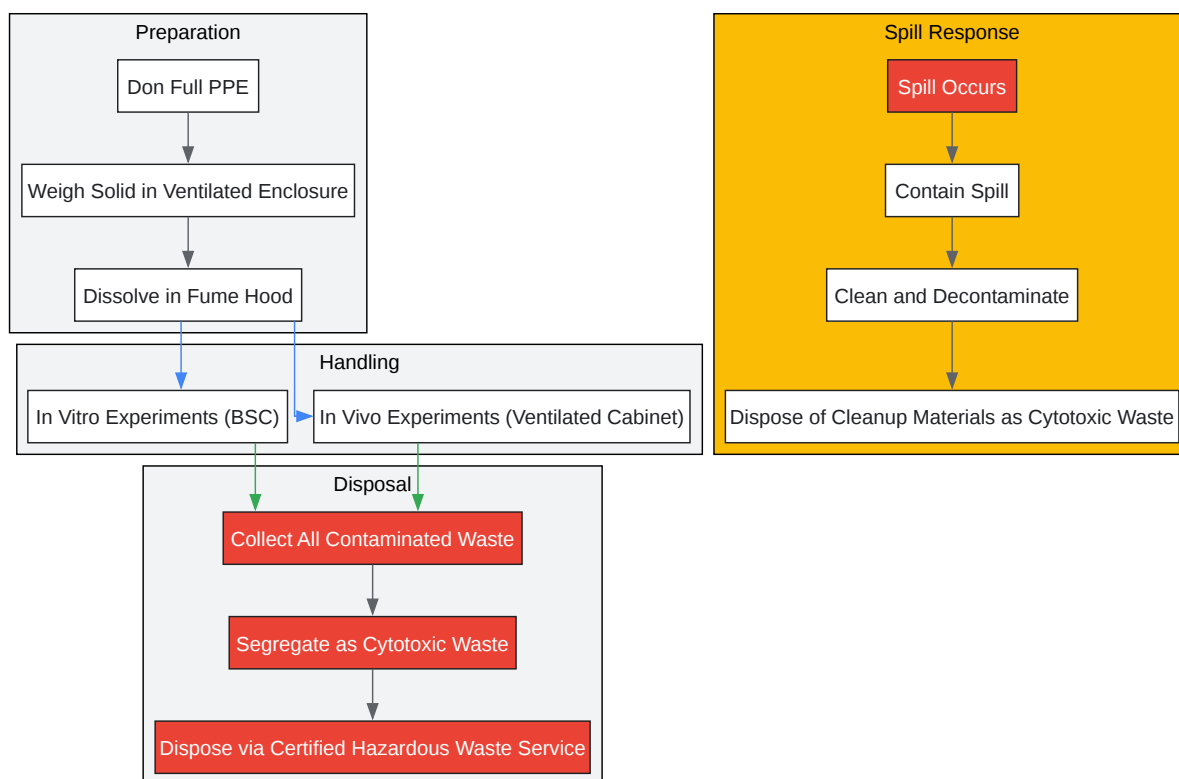 Preparation
Don Full PPE
Weigh Solid in Ventilated Enclosure
Dissolve in Fume Hood
Handling
In Vitro Experiments (BSC)
In Vivo Experiments (Ventilated Cabinet)
Disposal
Collect All Contaminated Waste
Segregate as Cytotoxic Waste
Dispose via Certified Hazardous Waste Service
Spill Response
Spill Occurs
Contain Spill
Clean and Decontaminate
Dispose of Cleanup Materials as Cytotoxic Waste